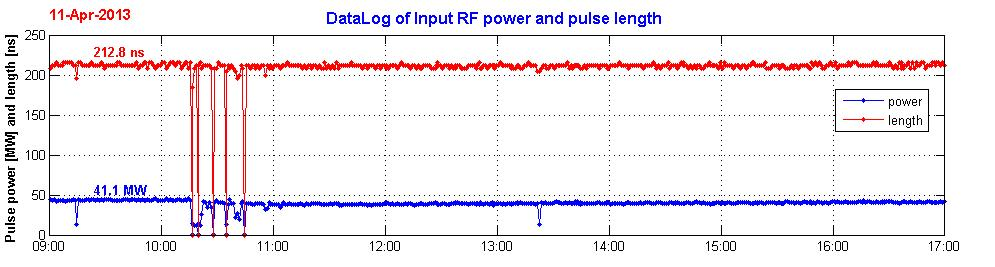 11-Apr-2013
DataLog of Input RF power and pulse length
Pulse power [MW] and length [ns]
250
200
150
100
50
0
212.8 ns
41.1 MW
power
length
09:00 10:00 11:00 12:00 13:00 14:00 15:00 16:00 17:00